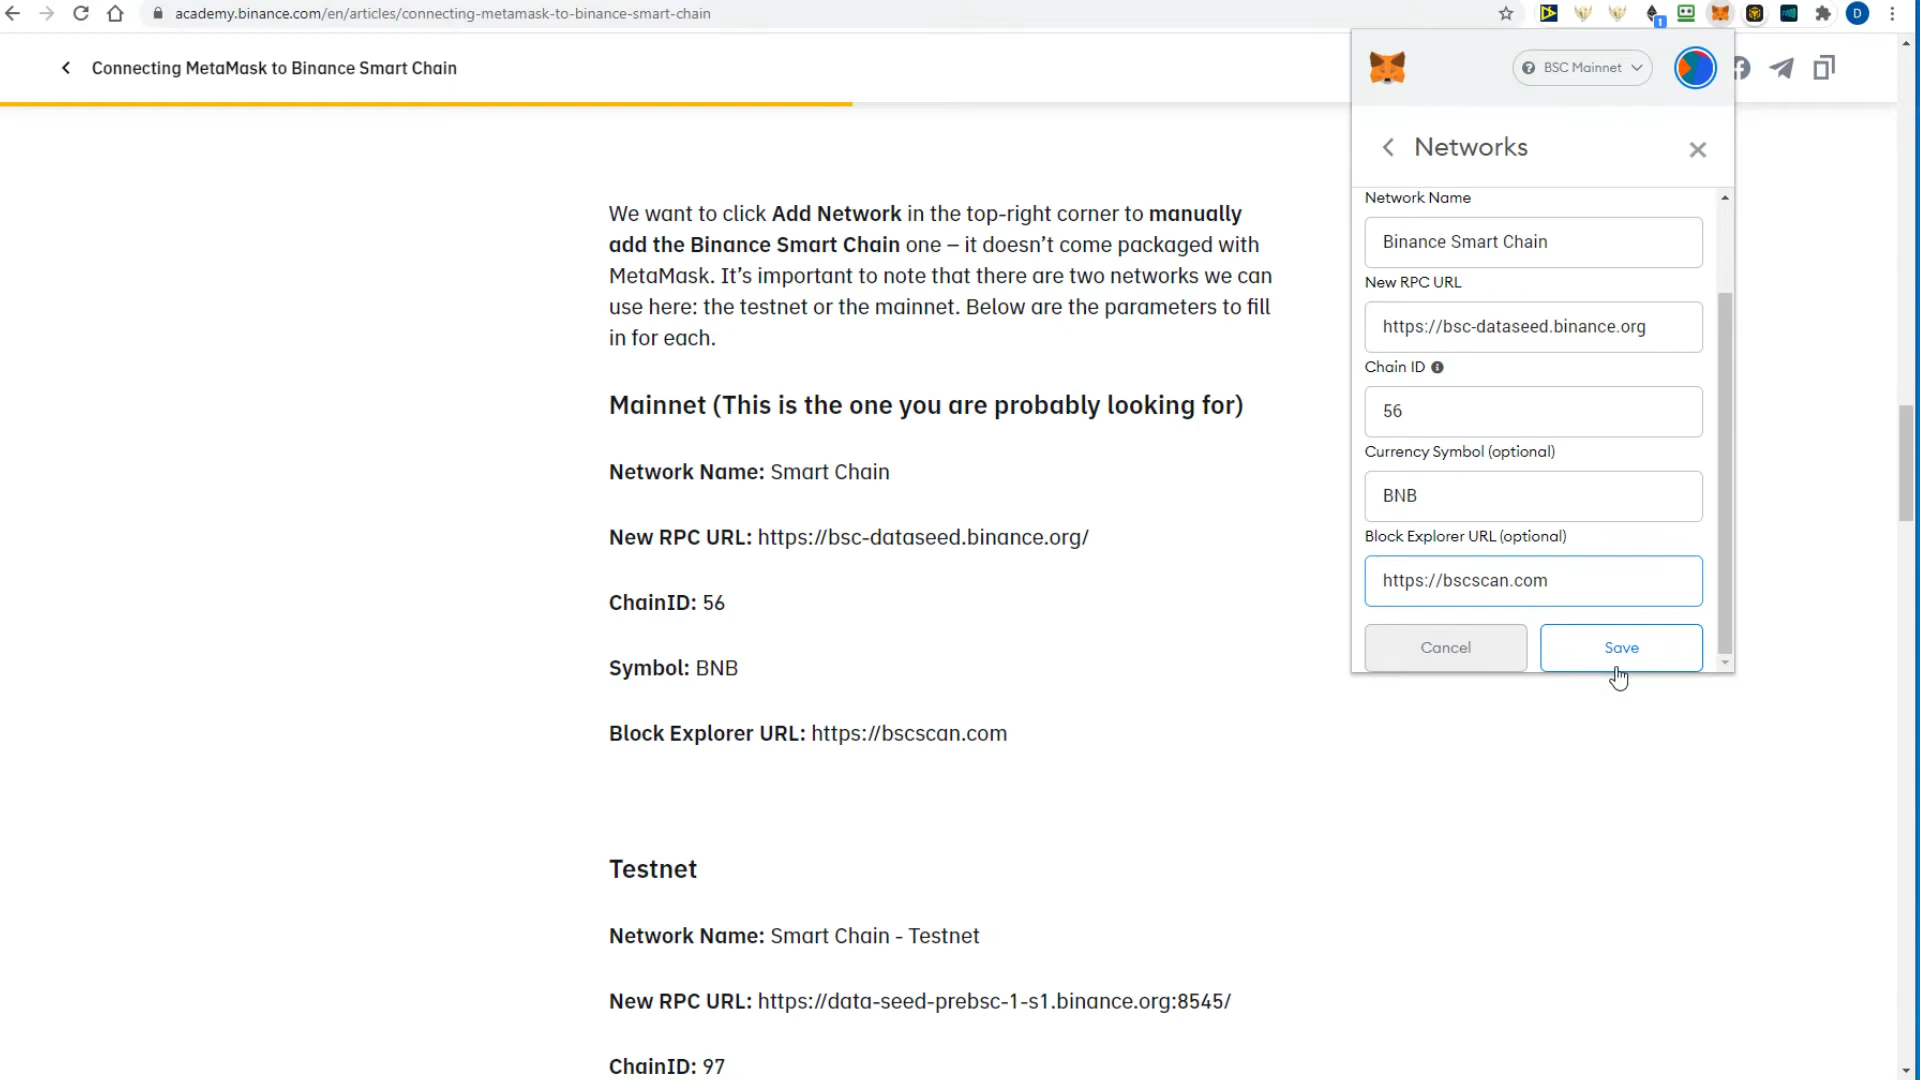 academy.binance.com/en/articles/connecting-metamask-to-binance-smart-chain
1
D
Connecting MetaMask to Binance Smart Chain
BSC Mainnet
Networks
Network Name
Binance Smart Chain
New RPC URL
https://bsc-dataseed.binance.org
Chain ID
56
Currency Symbol (optional)
BNB
Block Explorer URL (optional)
https://bscscan.com
Cancel
Save
We want to click Add Network in the top-right corner to manually
add the Binance Smart Chain one – it doesn’t come packaged with
MetaMask. It’s important to note that there are two networks we can
use here: the testnet or the mainnet. Below are the parameters to fill
in for each.
Mainnet (This is the one you are probably looking for)
Network Name: Smart Chain
New RPC URL: https://bsc-dataseed.binance.org/
ChainID: 56
Symbol: BNB
Block Explorer URL: https://bscscan.com
Testnet
Network Name: Smart Chain - Testnet
New RPC URL: https://data-seed-prebsc-1-s1.binance.org:8545/
ChainID: 97